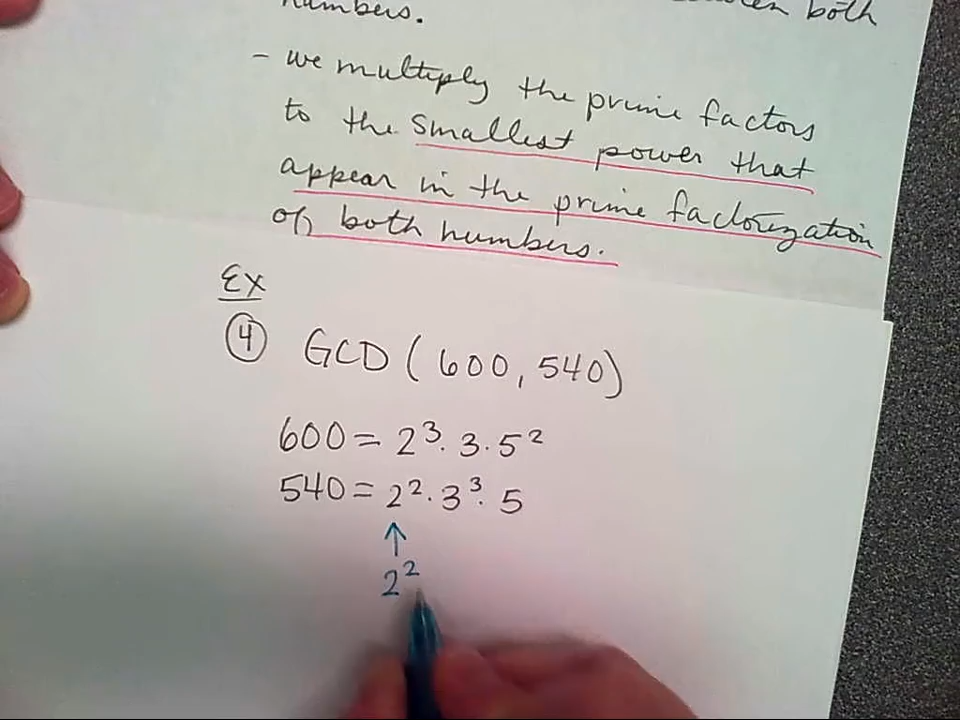 both
numbers.
- we multiply the prime factors
to the smallest power that
appear in the prime factorization
of both numbers.
Ex
4 GCD (600, 540)
600 = 2³ · 3 · 5²
540 = 2² · 3³ · 5
↑
2²